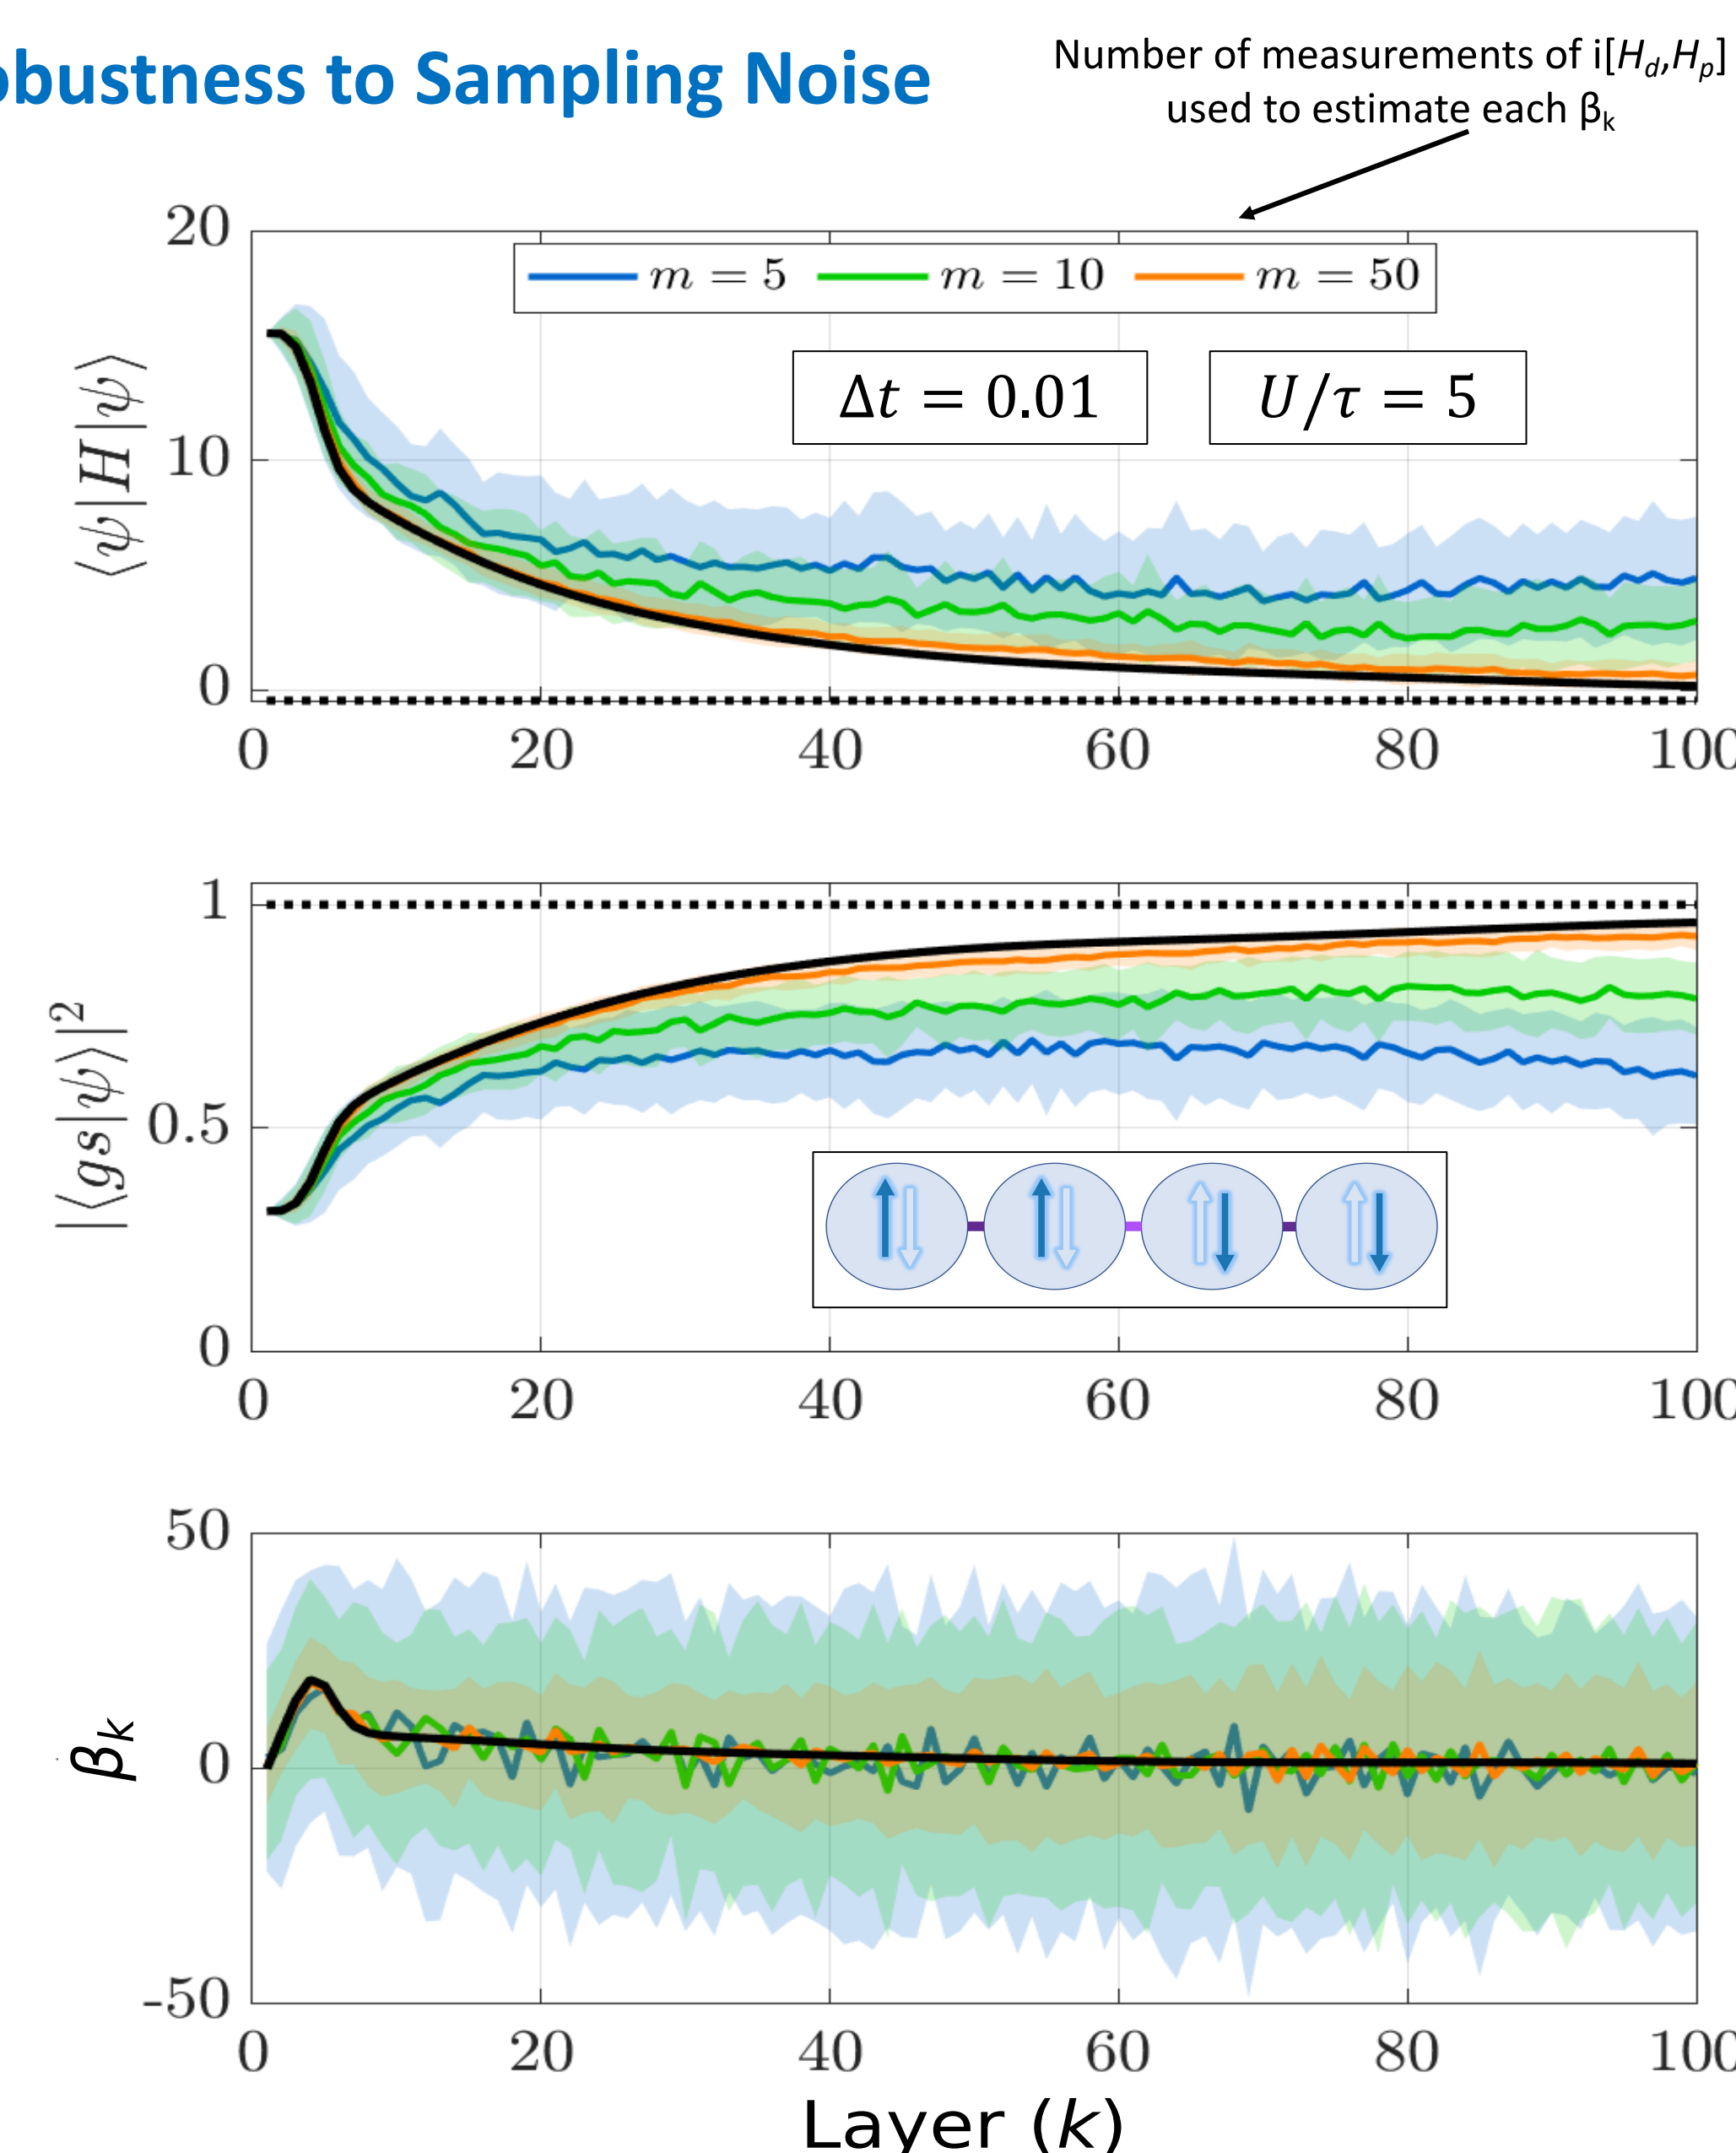 obustness to Sampling Noise
Number of measurements of i[H_d,H_p]
used to estimate each β_k
20
10
0
⟨ψ|H|ψ⟩
m = 5 m = 10 m = 50
Δt = 0.01 U/τ = 5
0 20 40 60 80 100
1
0.5
0
|⟨gs|ψ⟩|²
0 20 40 60 80 100
50
0
-50
β_k
0 20 40 60 80 100
Layer (k)